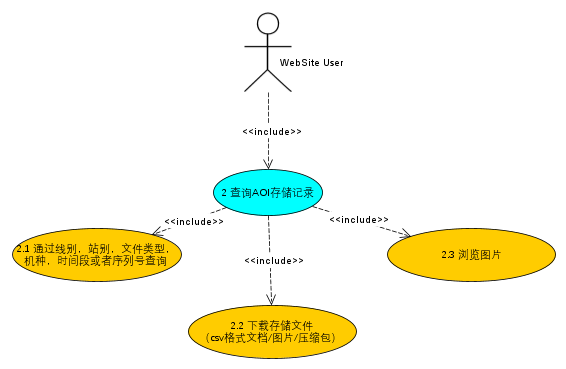 WebSite User
<<include>>
2 查询AOI存储记录
<<include>>
<<include>>
2.1 通过线别，站别，文件类型，
机种，时间段或者序列号查询
2.3 浏览图片
<<include>>
2.2 下载存储文件
（csv格式文档/图片/压缩包）